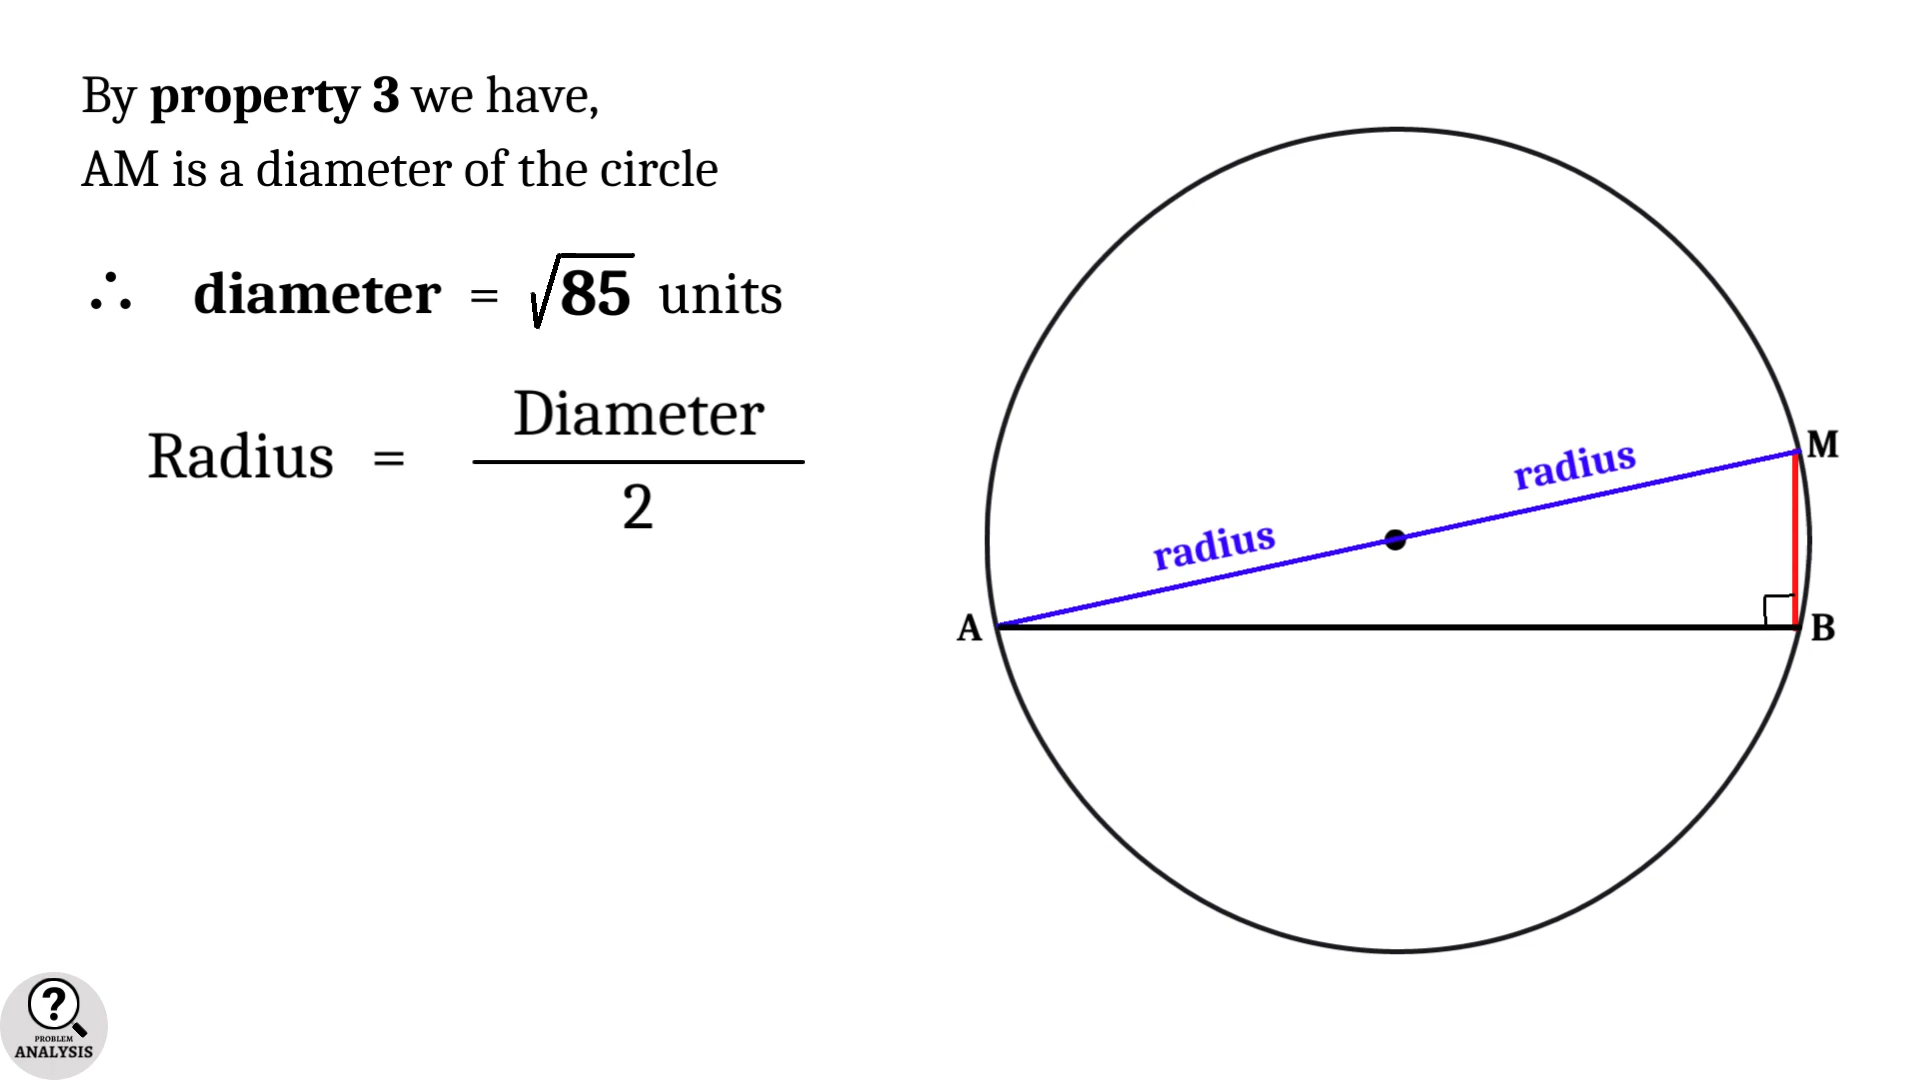 By property 3 we have,
AM is a diameter of the circle
∴ diameter = √85 units
Radius = Diameter
2
M
radius
radius
A
B
?
PROBLEM
ANALYSIS